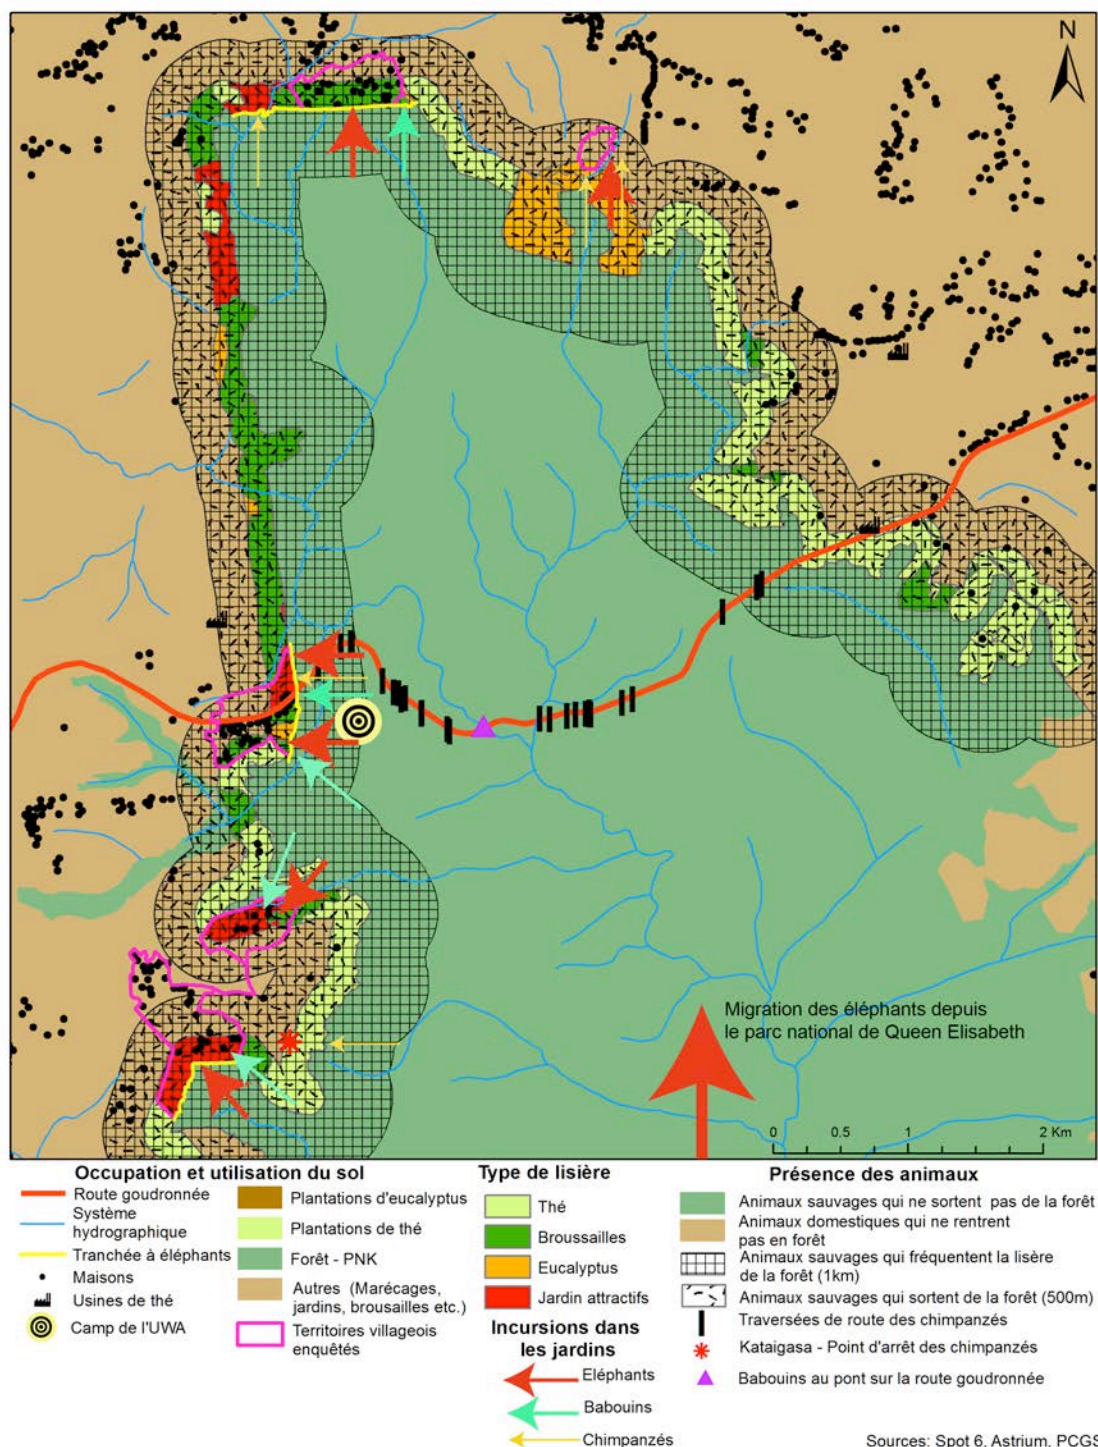 N
Migration des éléphants depuis
le parc national de Queen Elisabeth
0 0.5 1 2 Km
Occupation et utilisation du sol
Route goudronnée
Système
hydrographique
Tranchée à éléphants
Maisons
Usines de thé
Camp de l'UWA
Plantations d'eucalyptus
Plantations de thé
Forêt - PNK
Autres (Marécages,
jardins, brousailles etc.)
Territoires villageois
enquêtés
Type de lisière
Thé
Broussailles
Eucalyptus
Jardin attractifs
Incursions dans
les jardins
Eléphants
Babouins
Chimpanzés
Présence des animaux
Animaux sauvages qui ne sortent pas de la forêt
Animaux domestiques qui ne rentrent
pas en forêt
Animaux sauvages qui fréquentent la lisère
de la forêt (1km)
Animaux sauvages qui sortent de la forêt (500m)
Traversées de route des chimpanzés
Kataigasa - Point d'arrêt des chimpanzés
Babouins au pont sur la route goudronnée
Sources: Spot 6, Astrium, PCGS